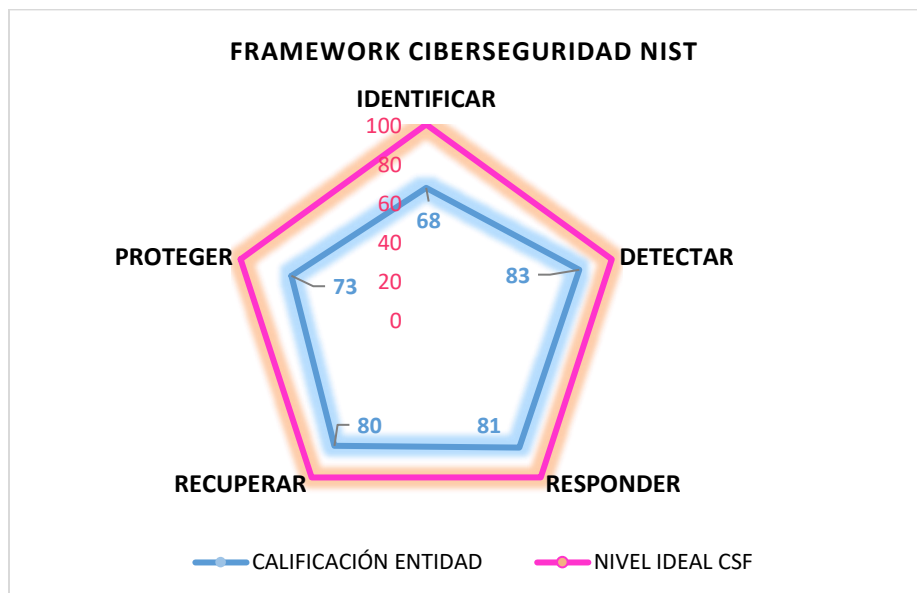 FRAMEWORK CIBERSEGURIDAD NIST
IDENTIFICAR
100
80
60
40
20
0
68
PROTEGER
73
83
DETECTAR
80
81
RECUPERAR
RESPONDER
CALIFICACIÓN ENTIDAD
NIVEL IDEAL CSF